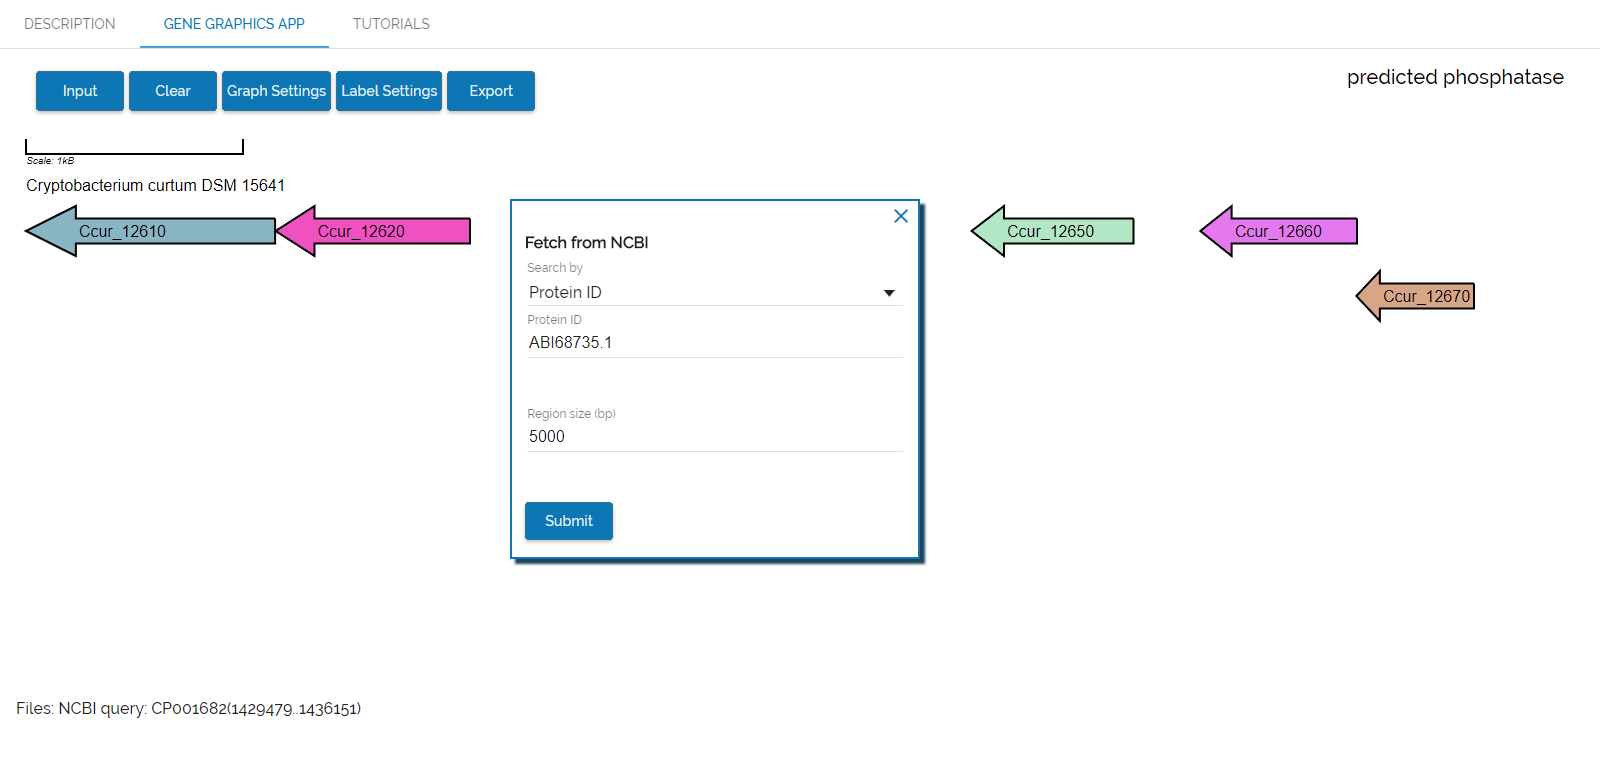 DESCRIPTION GENE GRAPHICS APP TUTORIALS
Input Clear Graph Settings Label Settings Export
predicted phosphatase
Scale: 1kB
Cryptobacterium curtum DSM 15641
Ccur_12610 Ccur_12620 Ccur_12650 Ccur_12660
Ccur_12670
Fetch from NCBI
Search by
Protein ID
Protein ID
ABI68735.1
Region size (bp)
5000
Submit
Files: NCBI query: CP001682(1429479..1436151)